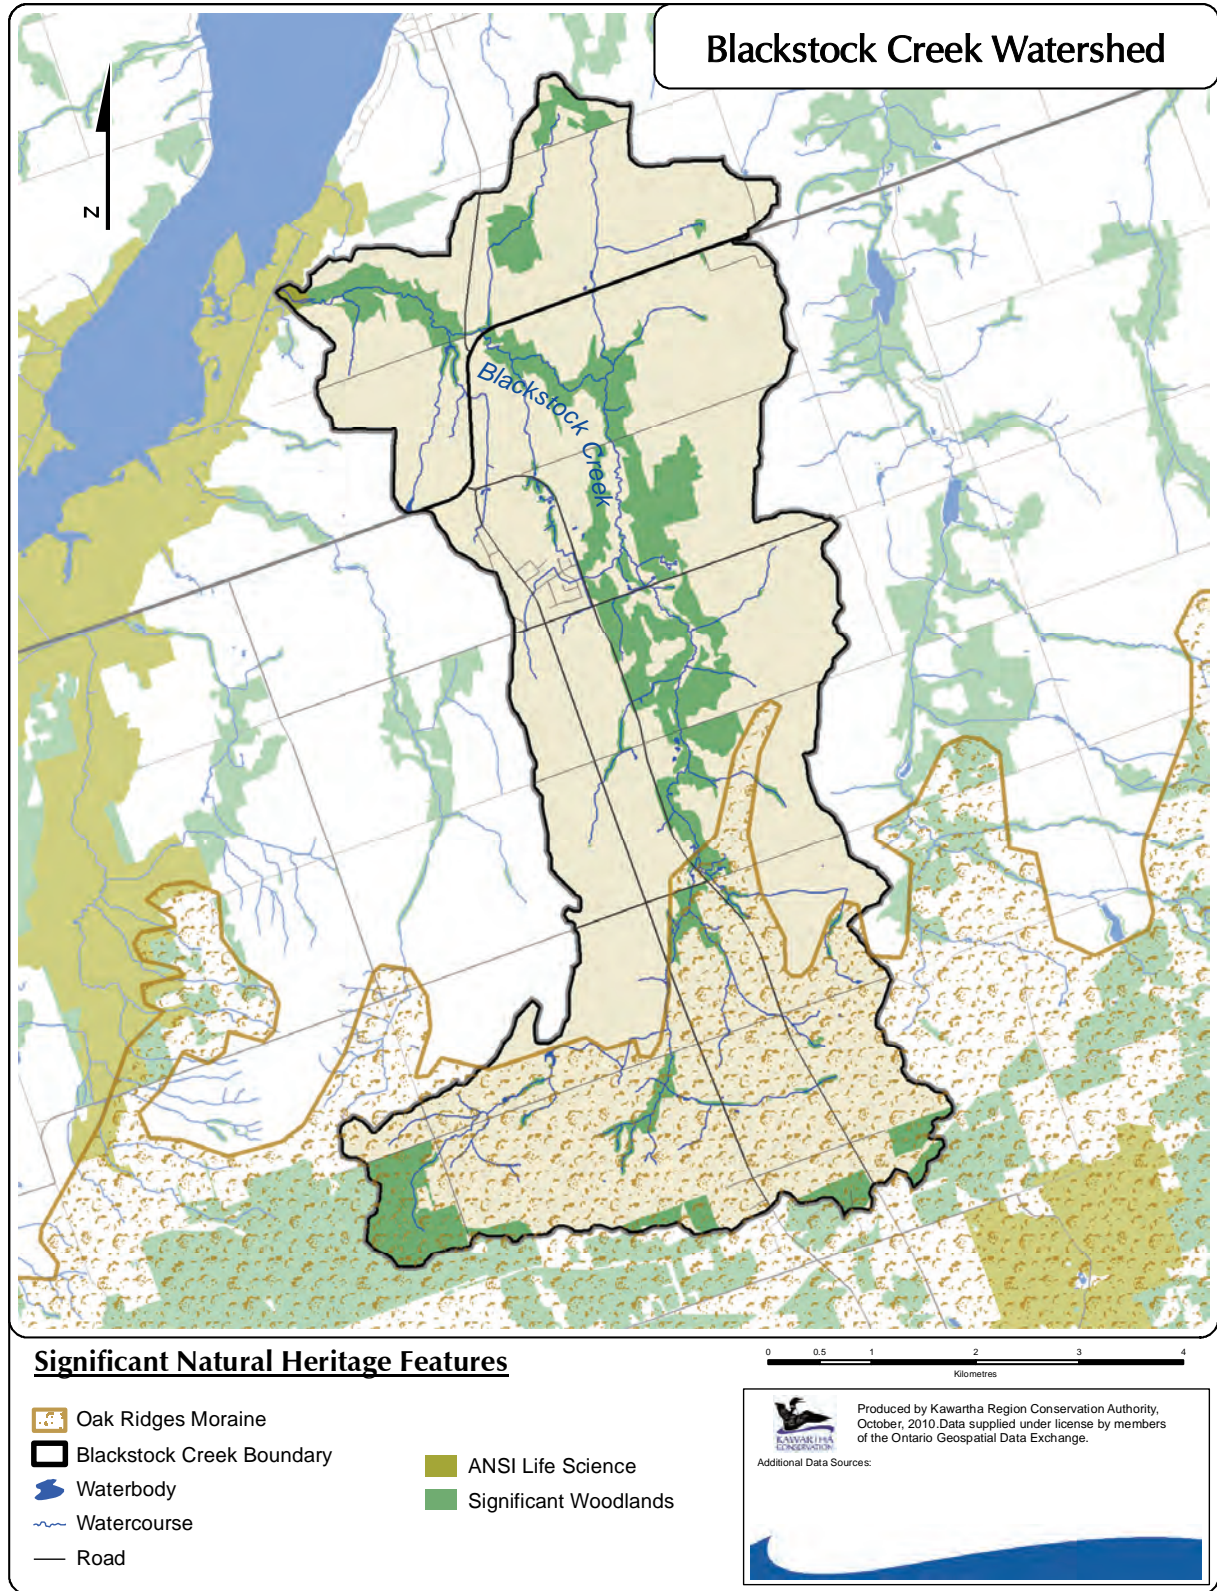 Blackstock Creek Watershed
N
Blackstock Creek
Significant Natural Heritage Features
Oak Ridges Moraine
Blackstock Creek Boundary
Waterbody
Watercourse
Road
ANSI Life Science
Significant Woodlands
0 0.5 1 2 3 4
Kilometres
KAWARTHA
CONSERVATION
Produced by Kawartha Region Conservation Authority,
October, 2010.Data supplied under license by members
of the Ontario Geospatial Data Exchange.
Additional Data Sources: